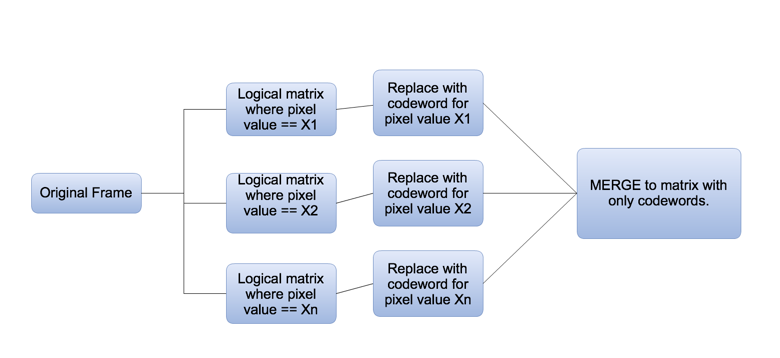 Original Frame
Logical matrix
where pixel
value == X1
Replace with
codeword for
pixel value X1
Logical matrix
where pixel
value == X2
Replace with
codeword for
pixel value X2
Logical matrix
where pixel
value == Xn
Replace with
codeword for
pixel value Xn
MERGE to matrix with
only codewords.